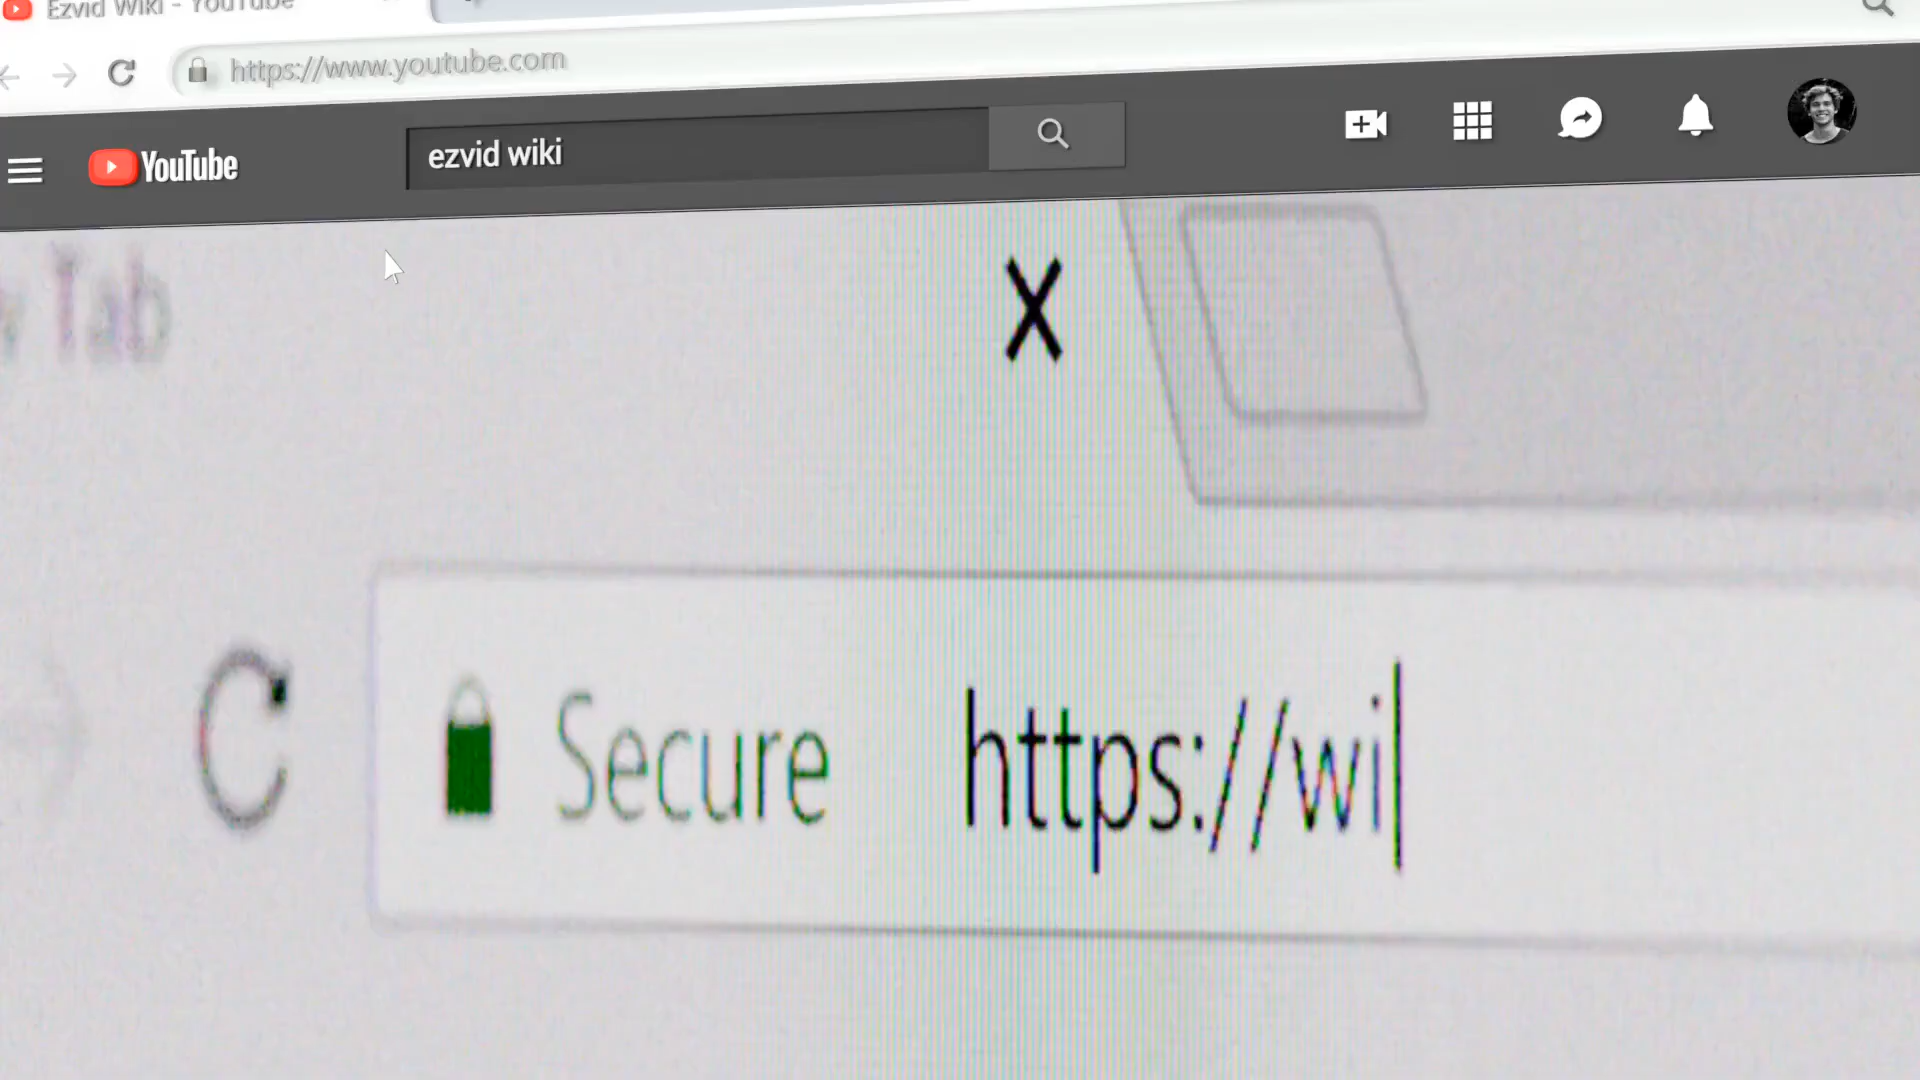 Ezvid Wiki - YouTube
https://www.youtube.com
YouTube
ezvid wiki
Tab
X
Secure https://wi